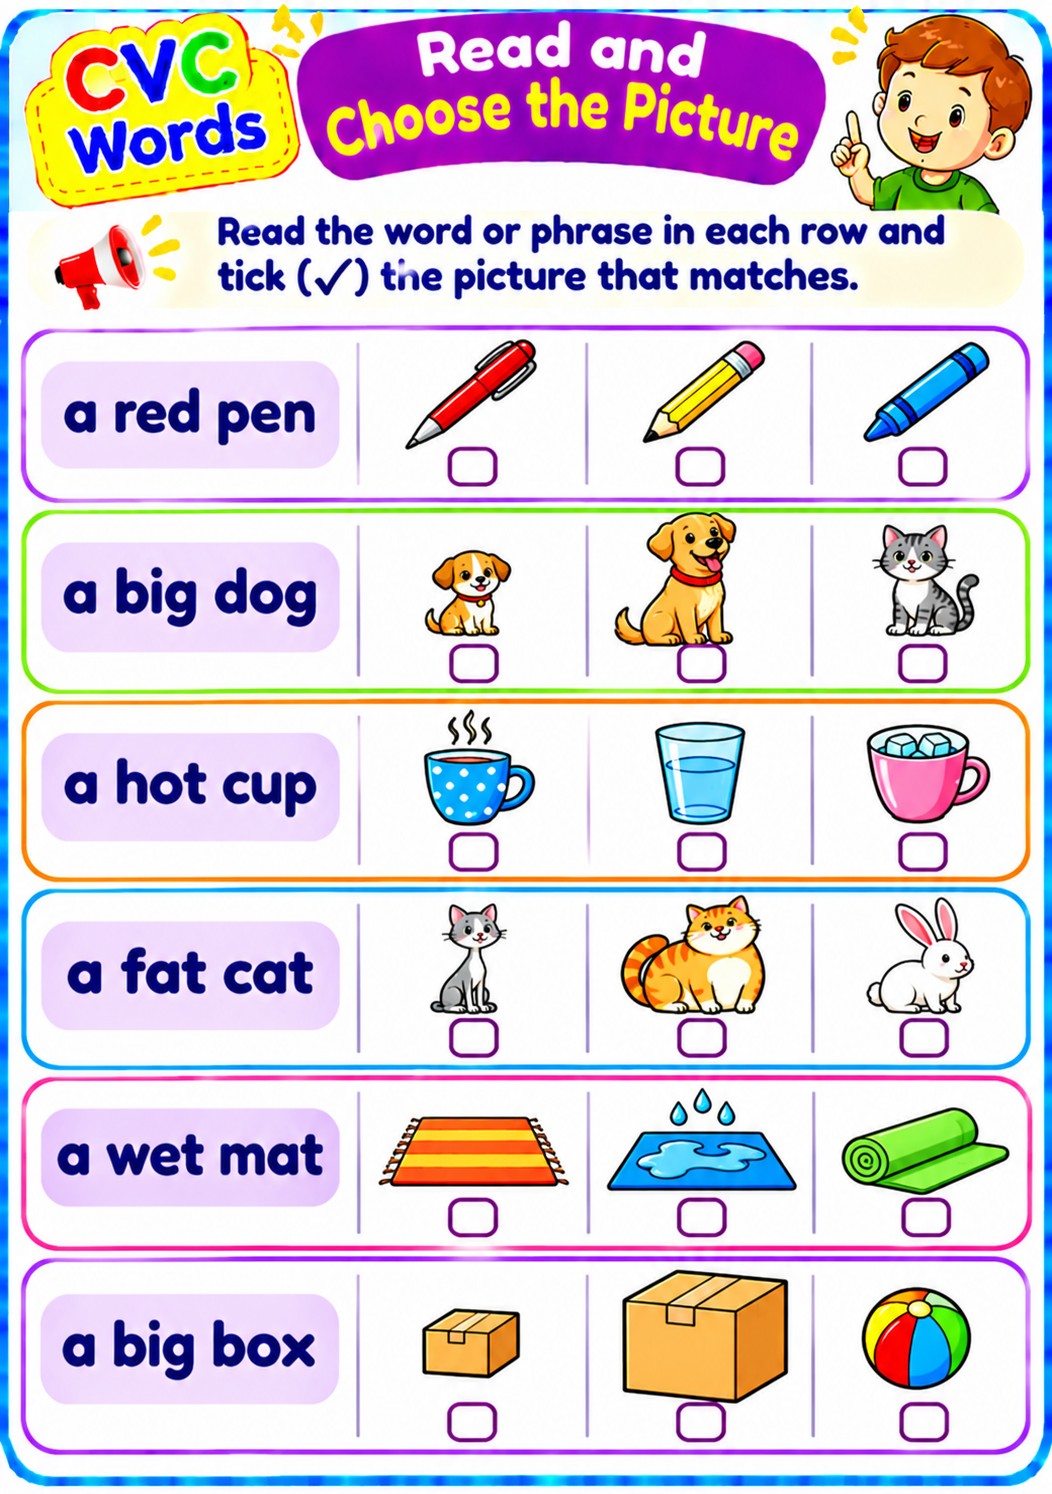 CVC
Words
Read and
Choose the Picture
Read the word or phrase in each row and
tick (✓) the picture that matches.
a red pen
a big dog
a hot cup
a fat cat
a wet mat
a big box